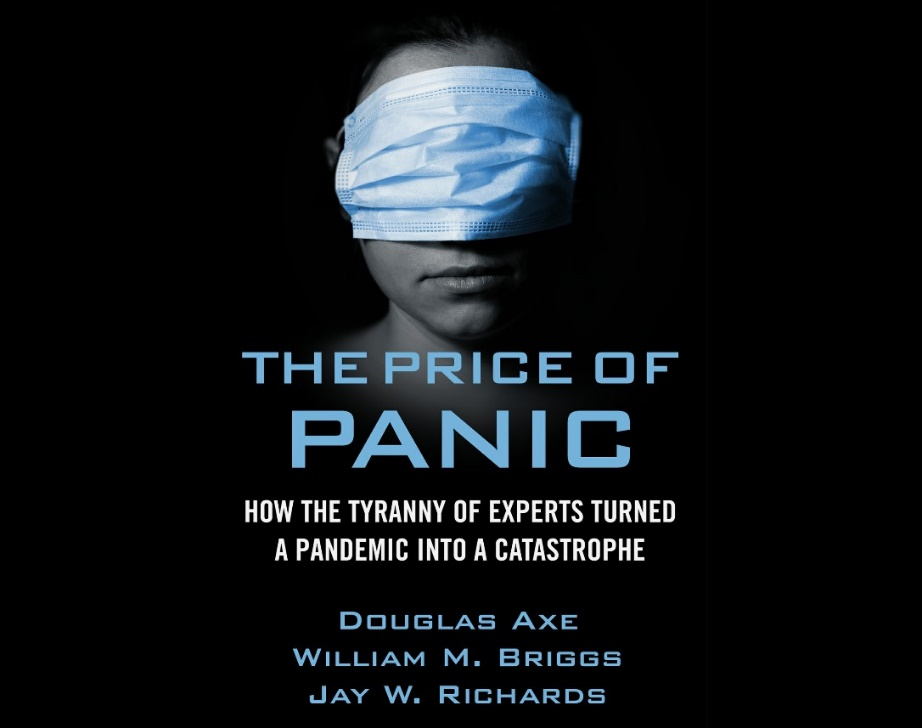 THE PRICE OF
PANIC
HOW THE TYRANNY OF EXPERTS TURNED
A PANDEMIC INTO A CATASTROPHE
DOUGLAS AXE
WILLIAM M. BRIGGS
JAY W. RICHARDS